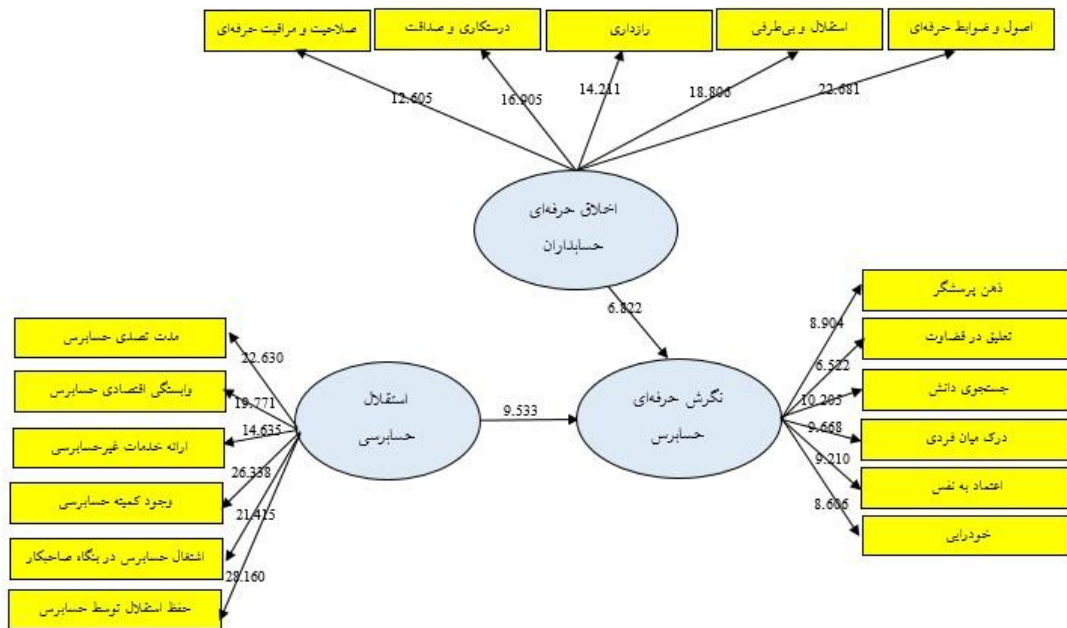 اصول و ضوابط حرفه‌ای
استقلال و بی‌طرفی
رازداری
درستکاری و صداقت
صلاحیت و مراقبت حرفه‌ای
22.681
18.806
14.211
16.905
12.605
اخلاق حرفه‌ای
حسابداران
6.822
ذهن پرسشگر
8.904
تعلیق در قضاوت
6.522
جستجوی دانش
10.205
درک میان فردی
9.668
اعتماد به نفس
9.210
خودرایی
8.606
نگرش حرفه‌ای
حسابرس
9.533
استقلال
حسابرسی
مدت تصدی حسابرس
22.630
وابستگی اقتصادی حسابرس
19.771
ارائه خدمات غیرحسابرسی
14.635
وجود کمیته حسابرسی
26.338
اشتغال حسابرس در بنگاه صاحبکار
21.415
حفظ استقلال توسط حسابرس
28.160